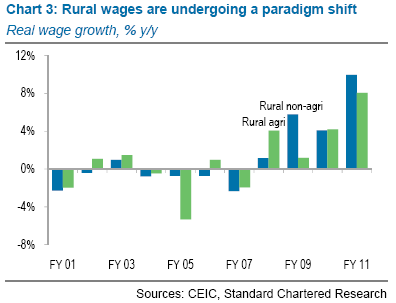 Chart 3: Rural wages are undergoing a paradigm shift
Real wage growth, % y/y
12%
8%
4%
0%
-4%
-8%
Rural non-agri
Rural agri
FY 01
FY 03
FY 05
FY 07
FY 09
FY 11
Sources: CEIC, Standard Chartered Research